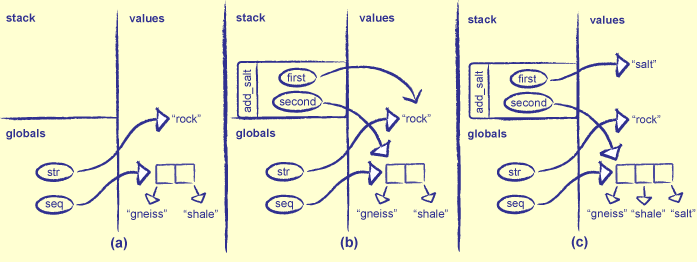 stack values
"rock"
globals
str
seq
"gneiss" "shale"
(a)
stack values
add_salt
first
second
"rock"
globals
str
seq
"gneiss" "shale"
(b)
stack values
add_salt
first
"salt"
second
"rock"
globals
str
seq
"gneiss" "shale" "salt"
(c)